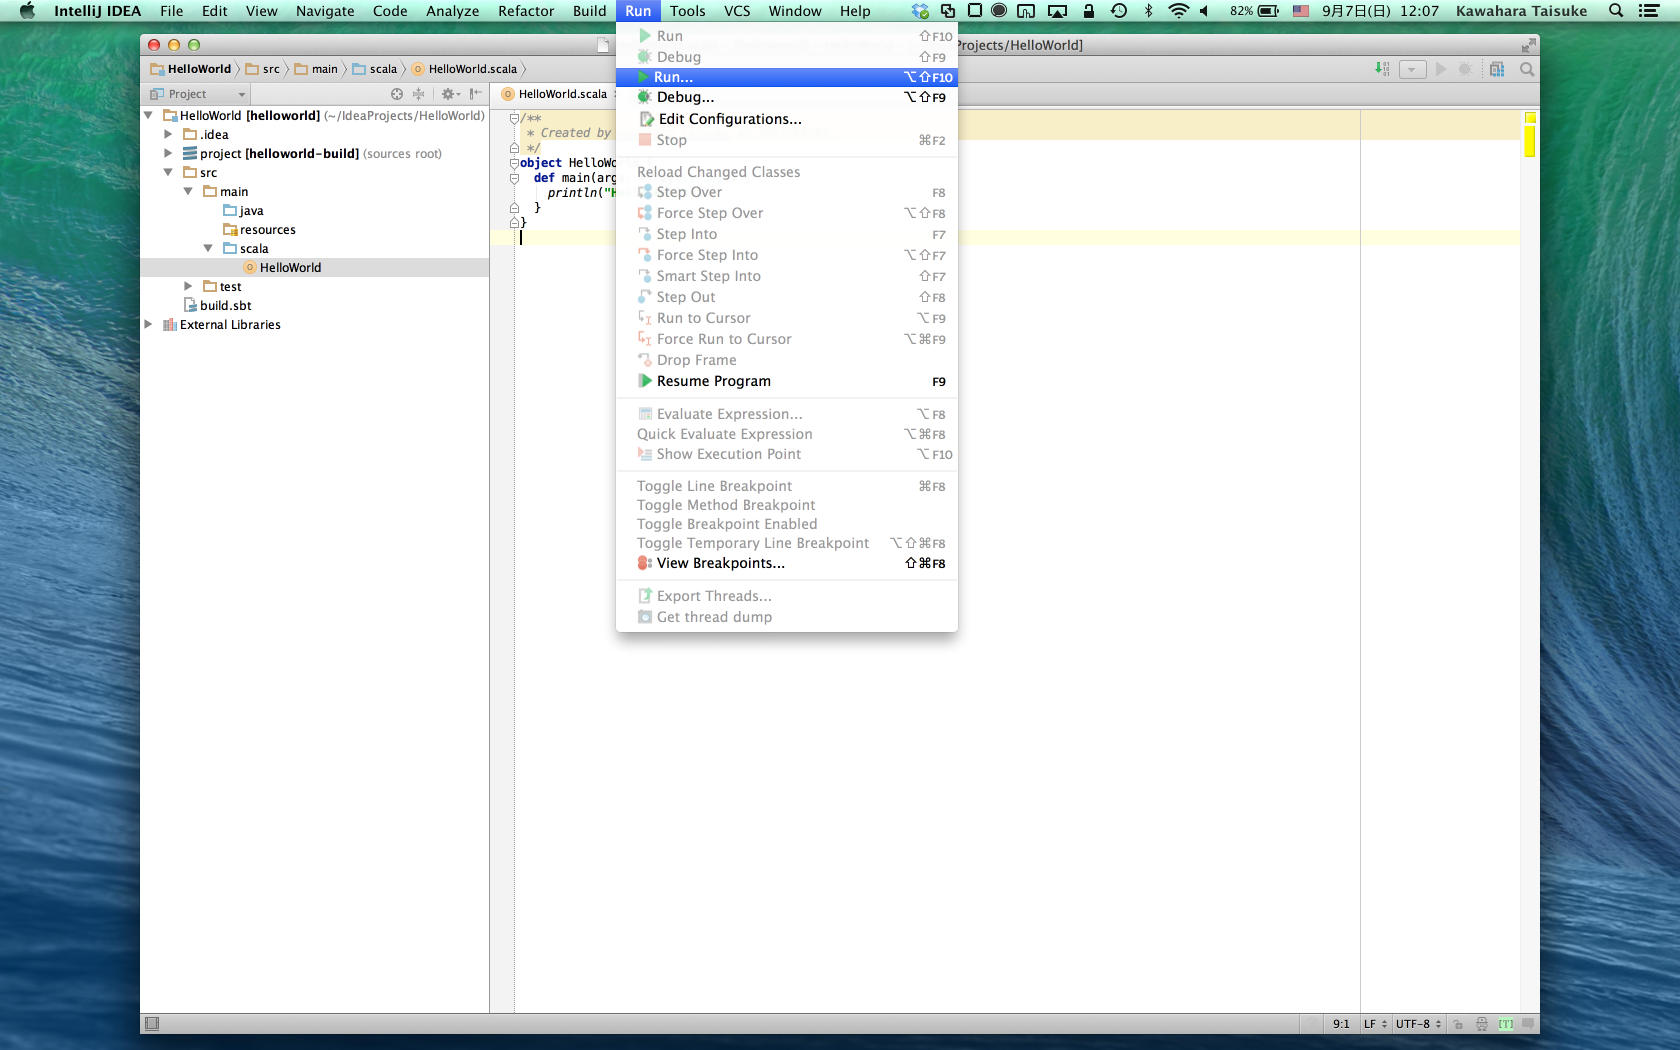 IntelliJ IDEA File Edit View Navigate Code Analyze Refactor Build Run Tools VCS Window Help 82% 9月7日(日) 12:07 Kawahara Taisuke
Projects/HelloWorld]
HelloWorld src main scala HelloWorld.scala
Project
HelloWorld.scala
HelloWorld [helloworld] (~/IdeaProjects/HelloWorld)
.idea
project [helloworld-build] (sources root)
src
main
java
resources
scala
HelloWorld
test
build.sbt
External Libraries
/**
* Created by
*/
object HelloWo
def main(arg
println("H
}
}
Run ⇧F10
Debug ⇧F9
Run... ⌥⇧F10
Debug... ⌥⇧F9
Edit Configurations...
Stop ⌘F2
Reload Changed Classes
Step Over F8
Force Step Over ⌥⇧F8
Step Into F7
Force Step Into ⌥⇧F7
Smart Step Into ⇧F7
Step Out ⇧F8
Run to Cursor ⌥F9
Force Run to Cursor ⌥⌘F9
Drop Frame
Resume Program F9
Evaluate Expression... ⌥F8
Quick Evaluate Expression ⌥⌘F8
Show Execution Point ⌥F10
Toggle Line Breakpoint ⌘F8
Toggle Method Breakpoint
Toggle Breakpoint Enabled
Toggle Temporary Line Breakpoint ⌥⇧⌘F8
View Breakpoints... ⇧⌘F8
Export Threads...
Get thread dump
9:1 LF UTF-8 [T]